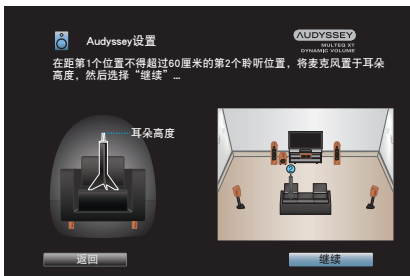 Audyssey设置
AUDYSSEY
MULTEQ XT
DYNAMIC VOLUME
在距第1个位置不得超过60厘米的第2个聆听位置，将麦克风置于耳朵
高度，然后选择“继续”...
耳朵高度
2
返回
继续